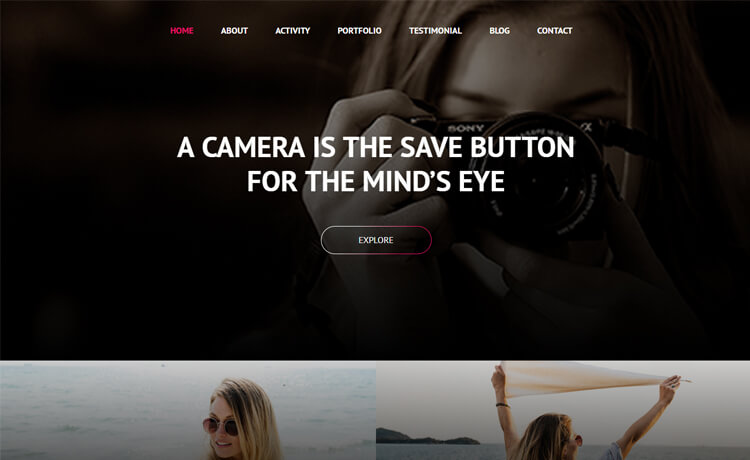 HOME ABOUT ACTIVITY PORTFOLIO TESTIMONIAL BLOG CONTACT
SONY
A CAMERA IS THE SAVE BUTTON
FOR THE MIND’S EYE
EXPLORE